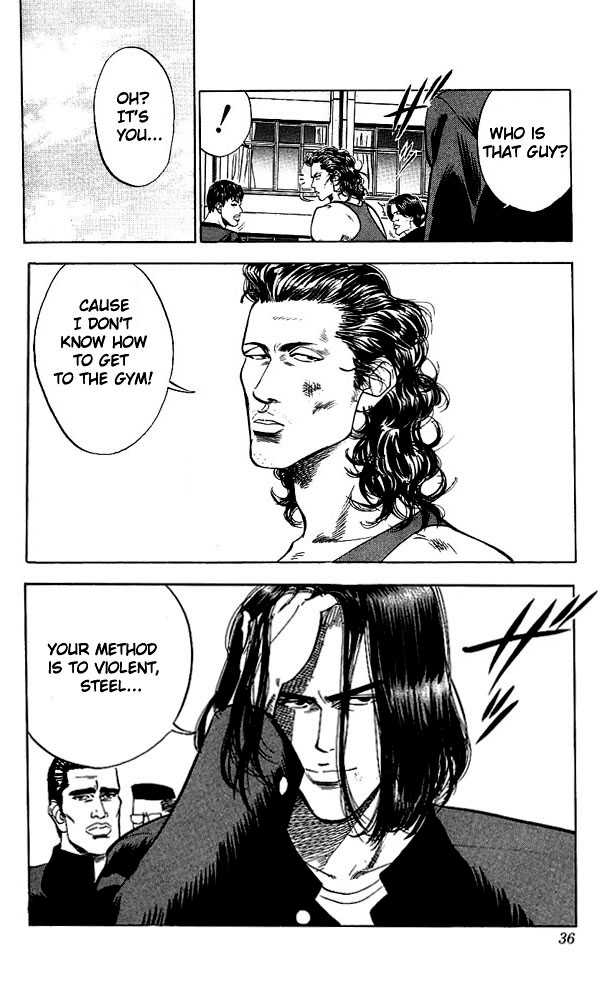 WHO IS
THAT GUY?
!
OH?
IT'S
YOU...
CAUSE
I DON'T
KNOW HOW
TO GET
TO THE GYM!
YOUR METHOD
IS TO VIOLENT,
STEEL...
36